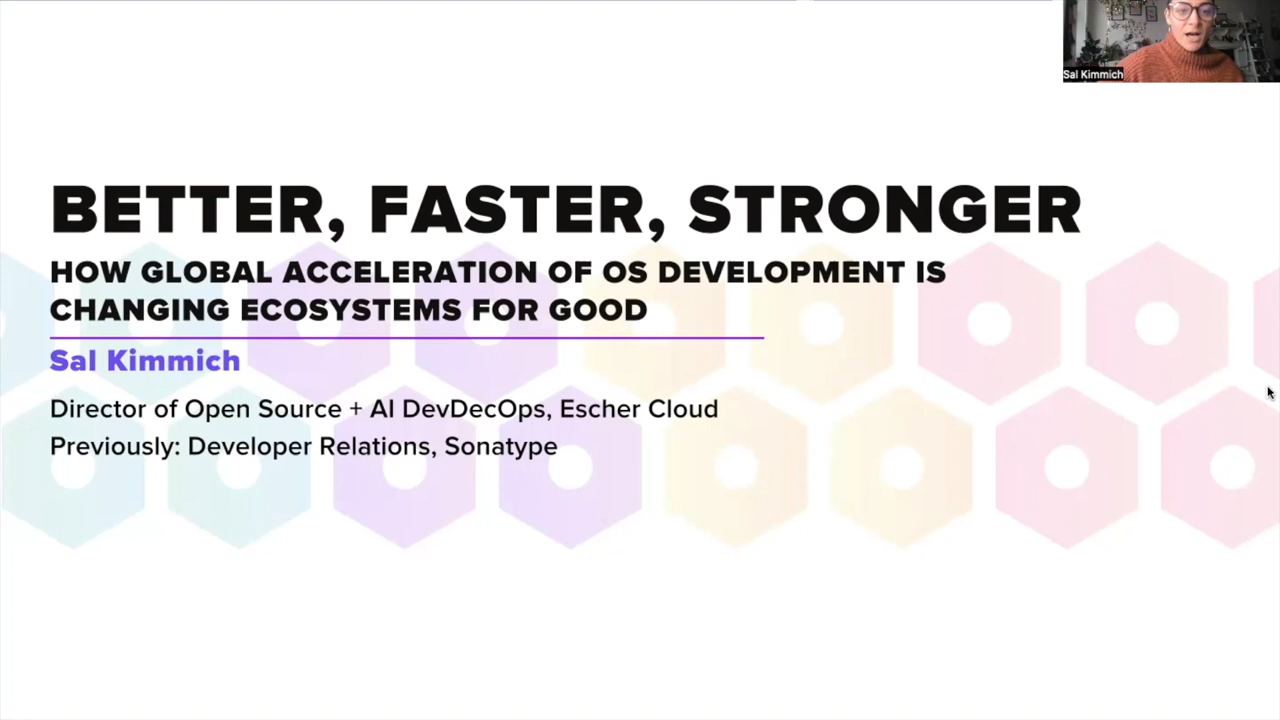 Sal Kimmich
BETTER, FASTER, STRONGER
HOW GLOBAL ACCELERATION OF OS DEVELOPMENT IS
CHANGING ECOSYSTEMS FOR GOOD
Sal Kimmich
Director of Open Source + AI DevDecOps, Escher Cloud
Previously: Developer Relations, Sonatype